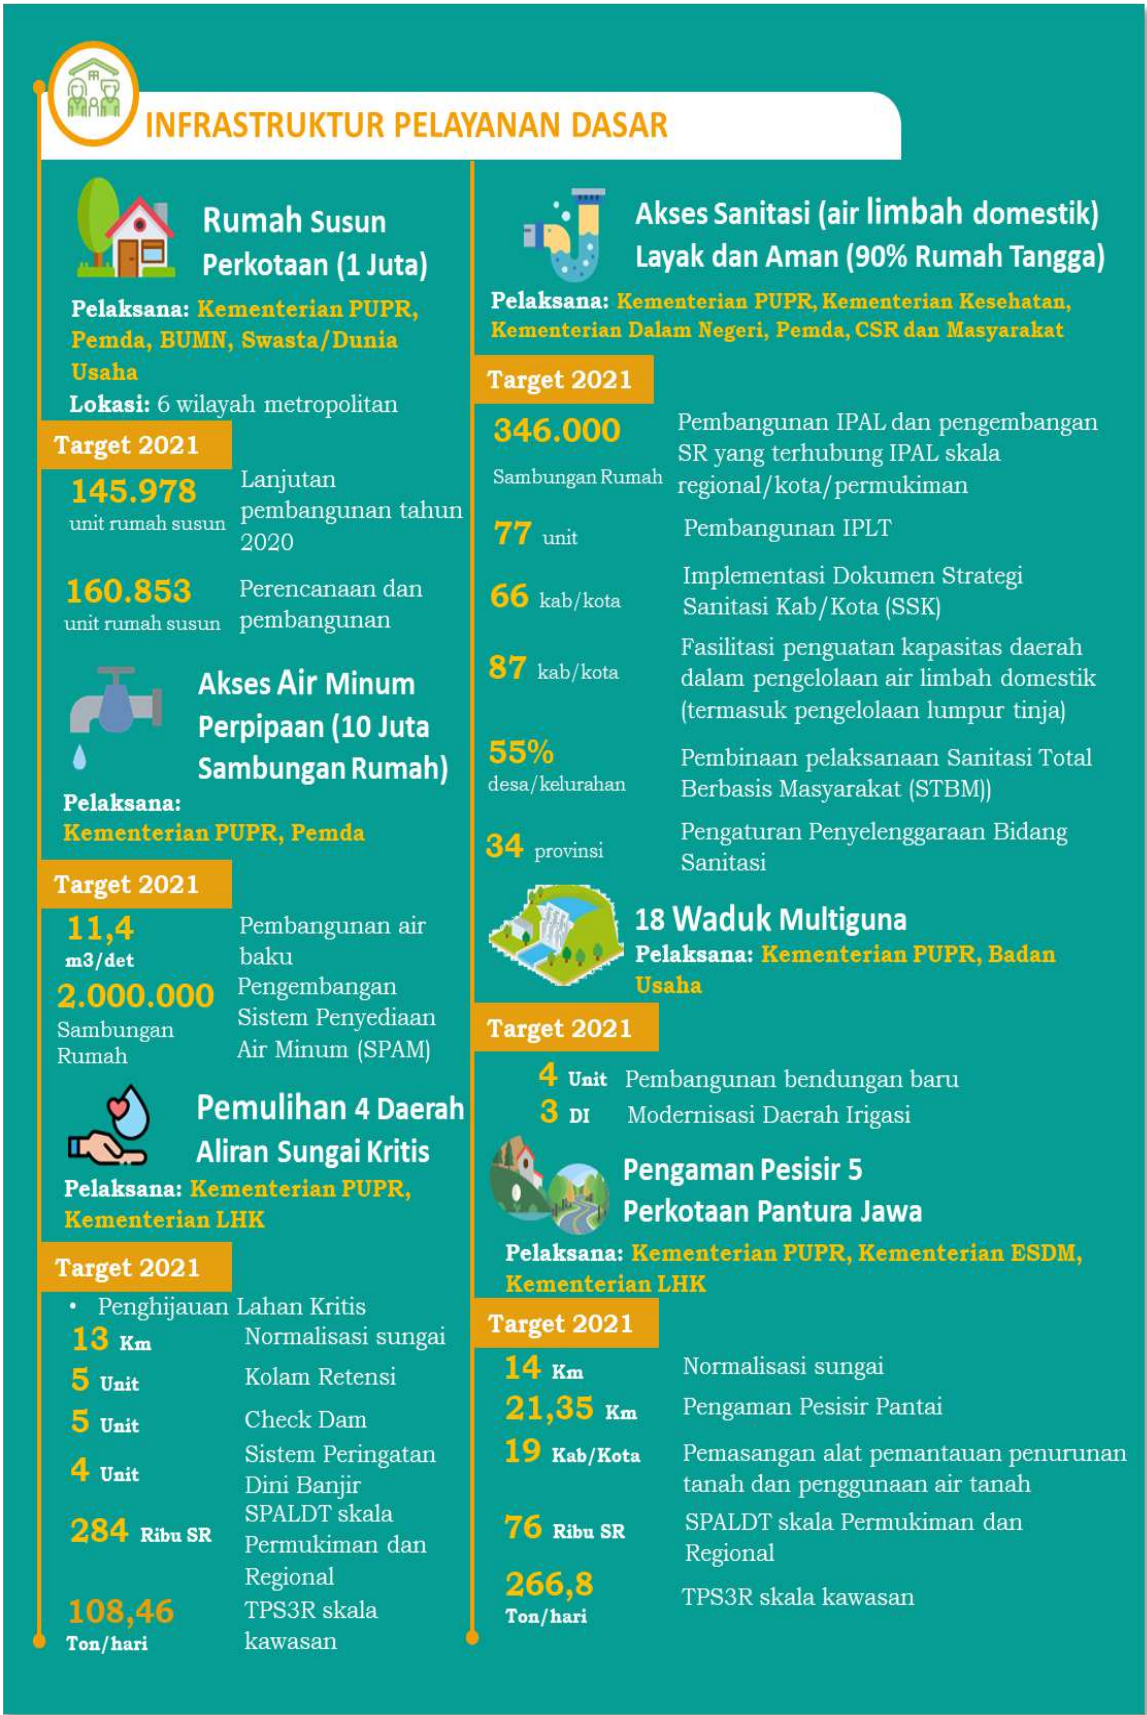 INFRASTRUKTUR PELAYANAN DASAR
Rumah Susun
Perkotaan (1 Juta)
Pelaksana: Kementerian PUPR,
Pemda, BUMN, Swasta/Dunia
Usaha
Lokasi: 6 wilayah metropolitan
Target 2021
145.978
unit rumah susun
Lanjutan
pembangunan tahun
2020
160.853
unit rumah susun
Perencanaan dan
pembangunan
Akses Air Minum
Perpipaan (10 Juta
Sambungan Rumah)
Pelaksana:
Kementerian PUPR, Pemda
Target 2021
11,4
m3/det
Pembangunan air
baku
2.000.000
Sambungan
Rumah
Pengembangan
Sistem Penyediaan
Air Minum (SPAM)
Pemulihan 4 Daerah
Aliran Sungai Kritis
Pelaksana: Kementerian PUPR,
Kementerian LHK
Target 2021
• Penghijauan Lahan Kritis
13 Km Normalisasi sungai
5 Unit Kolam Retensi
5 Unit Check Dam
4 Unit
Sistem Peringatan
Dini Banjir
284 Ribu SR
SPALDT skala
Permukiman dan
Regional
108,46
Ton/hari
TPS3R skala
kawasan
Akses Sanitasi (air limbah domestik)
Layak dan Aman (90% Rumah Tangga)
Pelaksana: Kementerian PUPR, Kementerian Kesehatan,
Kementerian Dalam Negeri, Pemda, CSR dan Masyarakat
Target 2021
346.000
Sambungan Rumah
Pembangunan IPAL dan pengembangan
SR yang terhubung IPAL skala
regional/kota/permukiman
77 unit Pembangunan IPLT
66 kab/kota
Implementasi Dokumen Strategi
Sanitasi Kab/Kota (SSK)
87 kab/kota
Fasilitasi penguatan kapasitas daerah
dalam pengelolaan air limbah domestik
(termasuk pengelolaan lumpur tinja)
55%
desa/kelurahan
Pembinaan pelaksanaan Sanitasi Total
Berbasis Masyarakat (STBM))
34 provinsi
Pengaturan Penyelenggaraan Bidang
Sanitasi
18 Waduk Multiguna
Pelaksana: Kementerian PUPR, Badan
Usaha
Target 2021
4 Unit Pembangunan bendungan baru
3 DI Modernisasi Daerah Irigasi
Pengaman Pesisir 5
Perkotaan Pantura Jawa
Pelaksana: Kementerian PUPR, Kementerian ESDM,
Kementerian LHK
Target 2021
14 Km Normalisasi sungai
21,35 Km Pengaman Pesisir Pantai
19 Kab/Kota Pemasangan alat pemantauan penurunan
tanah dan penggunaan air tanah
76 Ribu SR
SPALDT skala Permukiman dan
Regional
266,8
Ton/hari
TPS3R skala kawasan